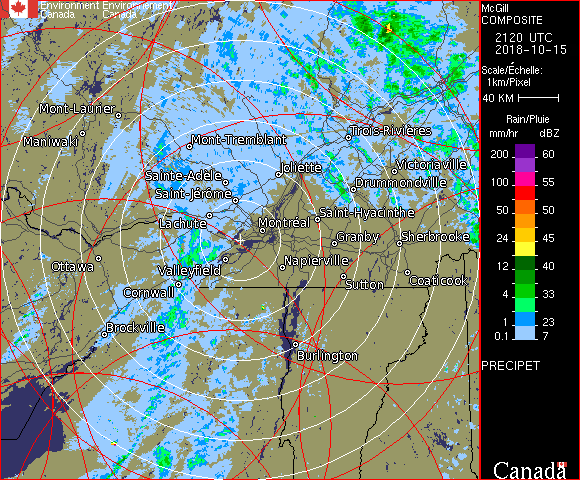 Environment Environnement
Canada Canada
Mont-Laurier
Maniwaki
Mont-Tremblant
Trois-Rivières
Joliette
Victoriaville
Sainte-Adèle
Drummondville
Saint-Jérôme
Saint-Hyacinthe
Lachute
Montréal
Granby
Sherbrooke
Ottawa
Valleyfield
Napierville
Sutton
Coaticook
Cornwall
Brockville
Burlington
McGill
COMPOSITE
2120 UTC
2018-10-15
Scale/Échelle:
1km/Pixel
40 KM
Rain/Pluie
mm/hr dBZ
200 60
100 55
50 50
24 45
12 40
4 33
1 23
0.1 7
PRECIPET
Canada